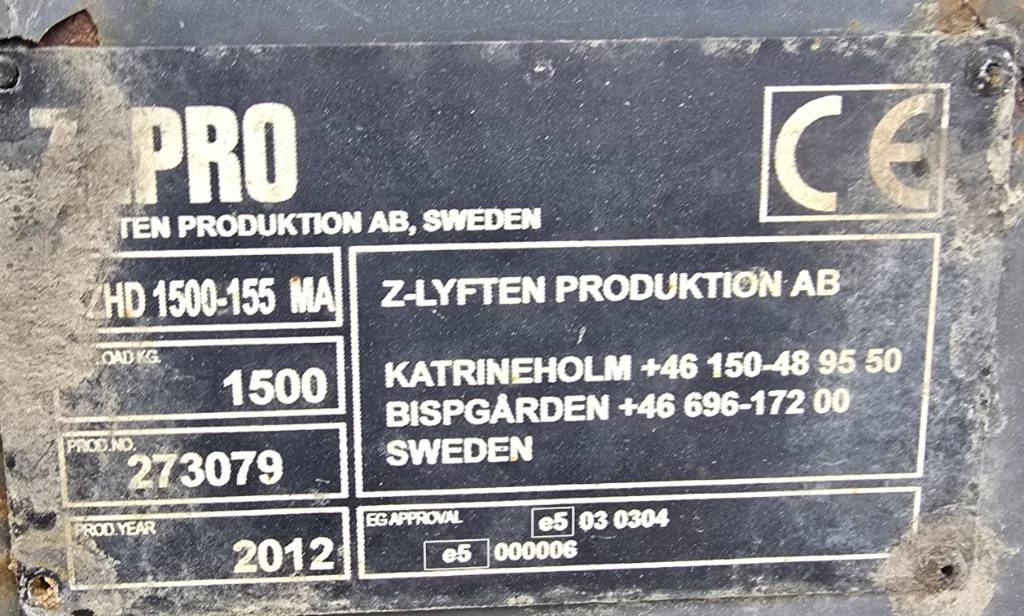 PRO
CE
TEN PRODUKTION AB, SWEDEN
ZHD 1500-155 MA
OAD KG.
1500
PROD.NO.
273079
PROD.YEAR
2012
Z-LYFTEN PRODUKTION AB
KATRINEHOLM +46 150-48 95 50
BISPGÅRDEN +46 696-172 00
SWEDEN
EG APPROVAL
e5 03 0304
e5 000006